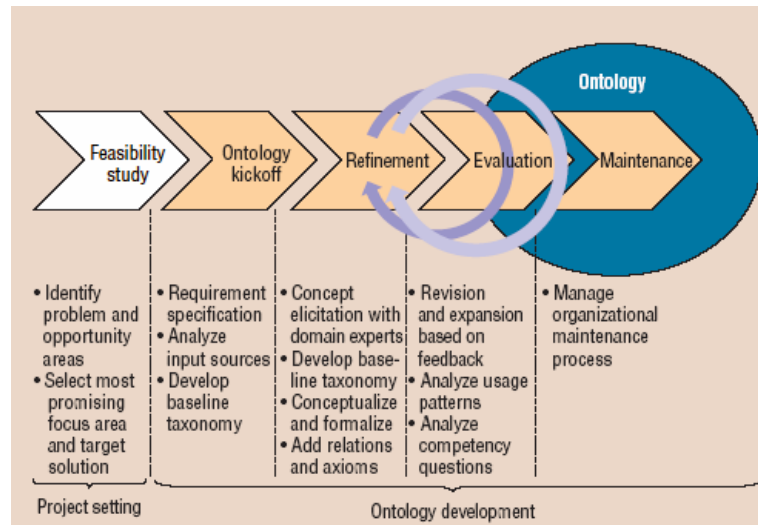 Ontology
Feasibility
study
Ontology
kickoff
Refinement
Evaluation
Maintenance
• Identify
problem and
opportunity
areas
• Select most
promising
focus area
and target
solution
• Requirement
specification
• Analyze
input sources
• Develop
baseline
taxonomy
• Concept
elicitation with
domain experts
• Develop base-
line taxonomy
• Conceptualize
and formalize
• Add relations
and axioms
• Revision
and expansion
based on
feedback
• Analyze usage
patterns
• Analyze
competency
questions
• Manage
organizational
maintenance
process
Project setting
Ontology development